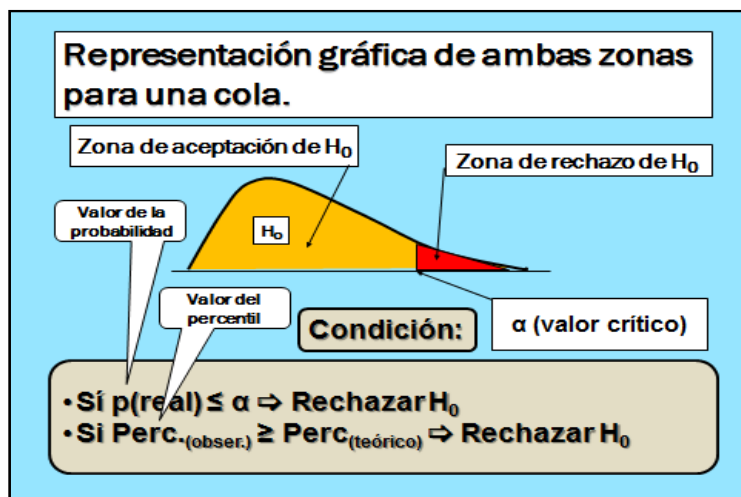 Representación gráfica de ambas zonas
para una cola.
Zona de aceptación de H₀
Zona de rechazo de H₀
Valor de la
probabilidad
H₀
Valor del
percentil
Condición:
α (valor crítico)
• Sí p(real) ≤ α ⇨ Rechazar H₀
• Si Perc.(obser.) ≥ Perc(teórico) ⇨ Rechazar H₀